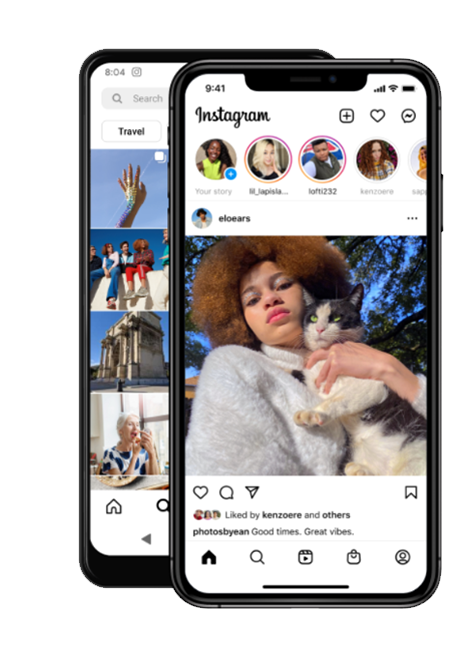 8:04
Search
Travel
9:41
Instagram
Your story
lil_lapisla...
lofti232
kenzoere
eloears
Liked by kenzoere and others
photosbyean Good times. Great vibes.